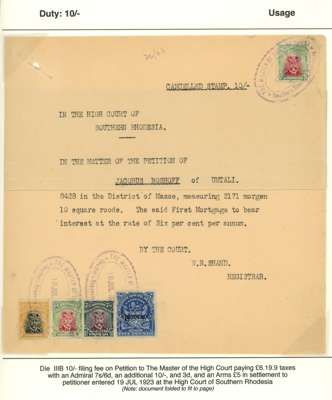 Duty: 10/-
Usage
CANCELLED STAMP. 10/-
IN THE HIGH COURT OF
SOUTHERN RHODESIA.
IN THE MATTER OF THE PETITION OF
JACOBUS BOSHOFF of UMTALI.
8428 in the District of Mazoe, measuring 2171 morgen
10 square roods. The said First Mortgage to bear
interest at the rate of Six per cent per annum.
BY THE COURT.
REGISTRAR.
Die IIIB 10/- filing fee on Petition to The Master of the High Court paying £6.19.9 taxes
with an Admiral 7s/6d, an additional 10/-, and 3d, and an Arms £5 in settlement to
petitioner entered 19 JUL 1923 at the High Court of Southern Rhodesia
(Note: document folded to fit to page)